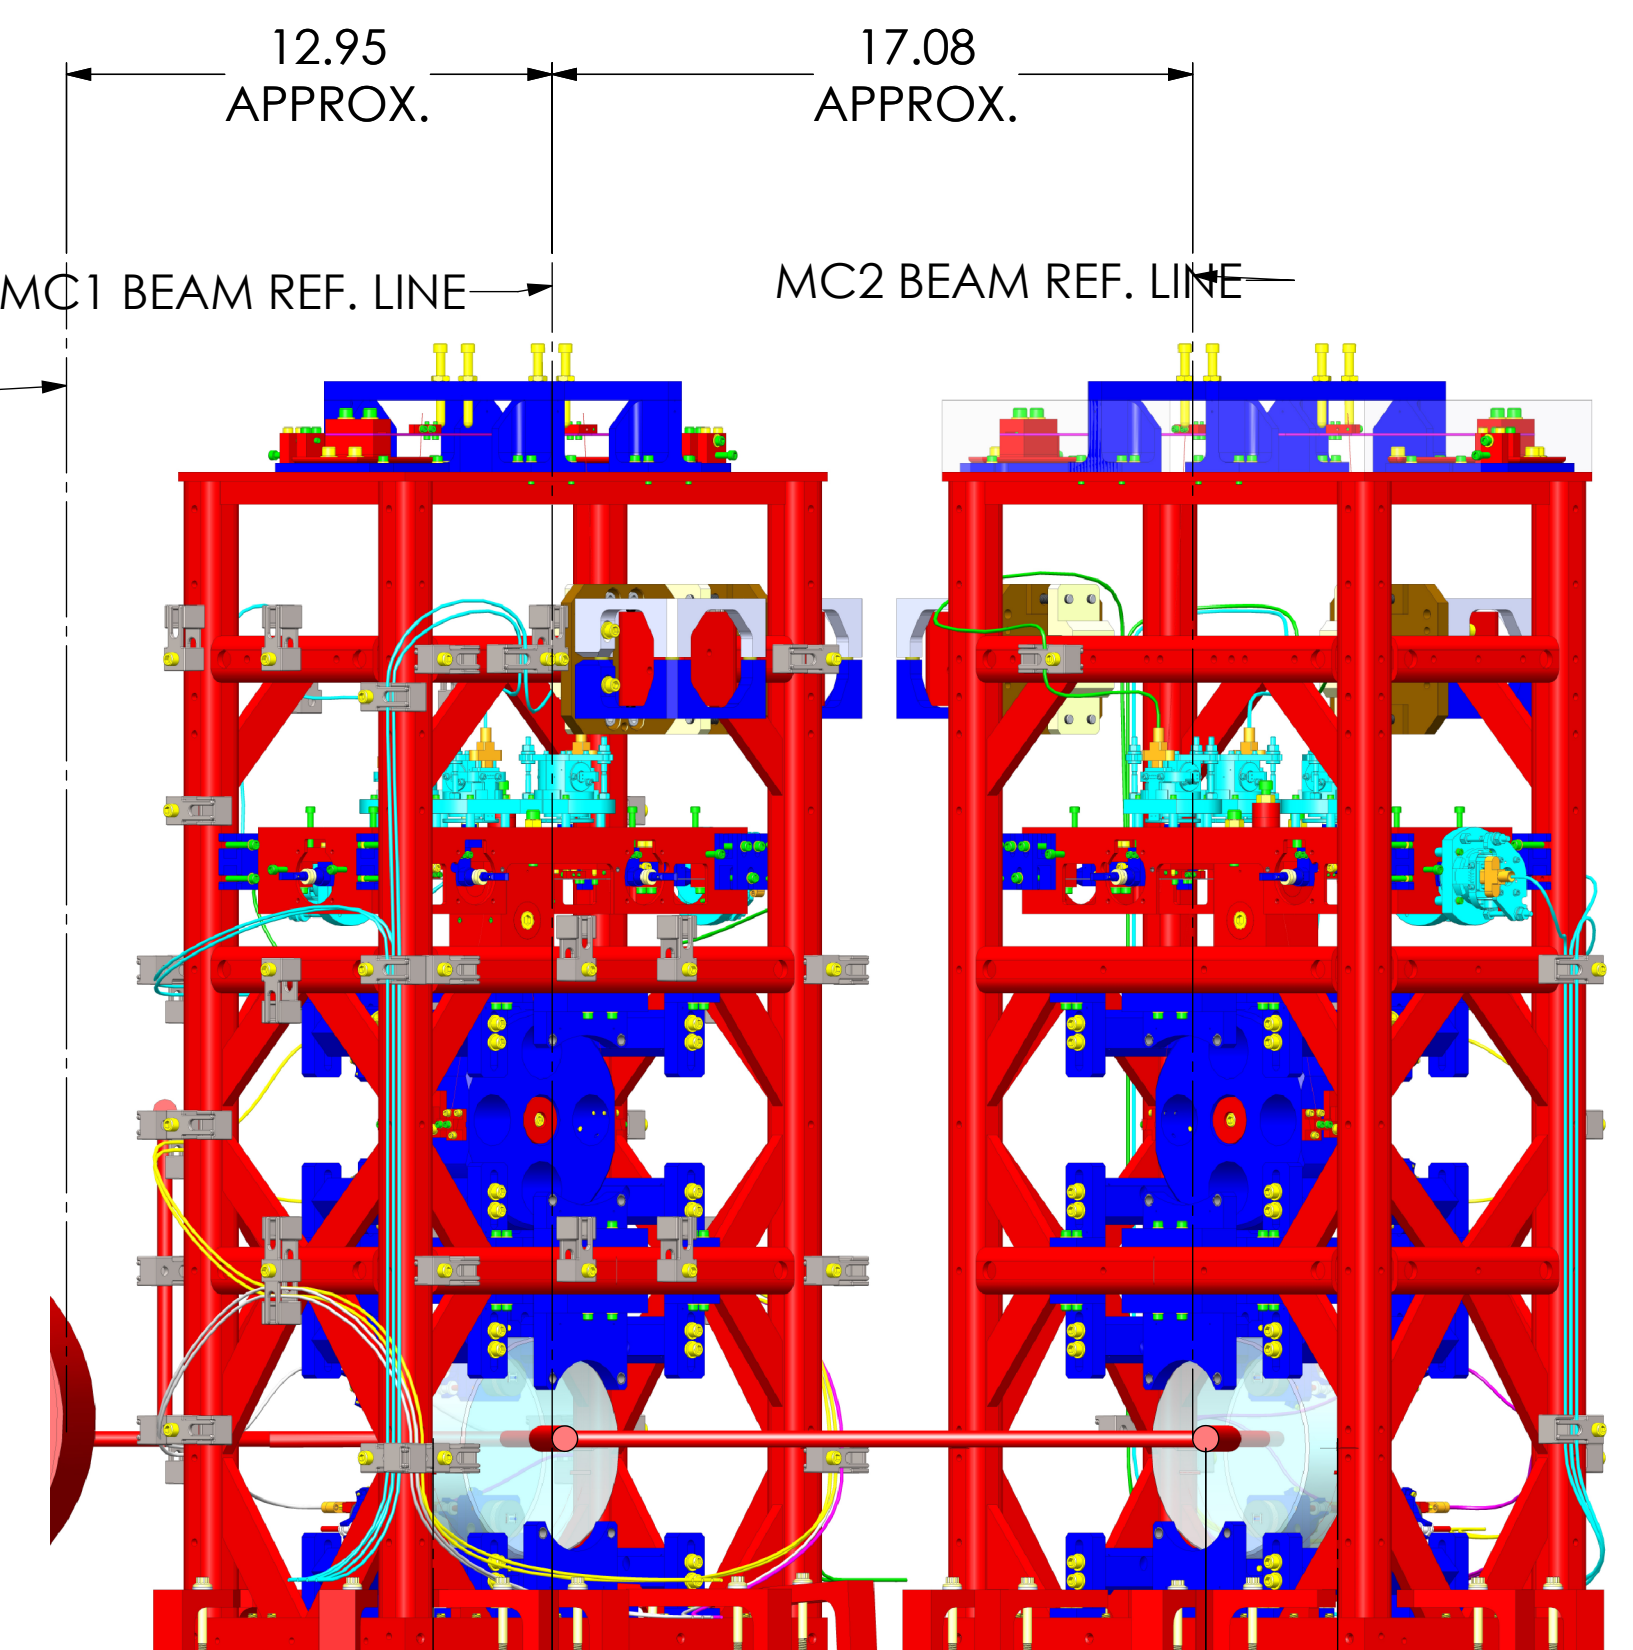 12.95
APPROX.
17.08
APPROX.
MC1 BEAM REF. LINE
MC2 BEAM REF. LINE